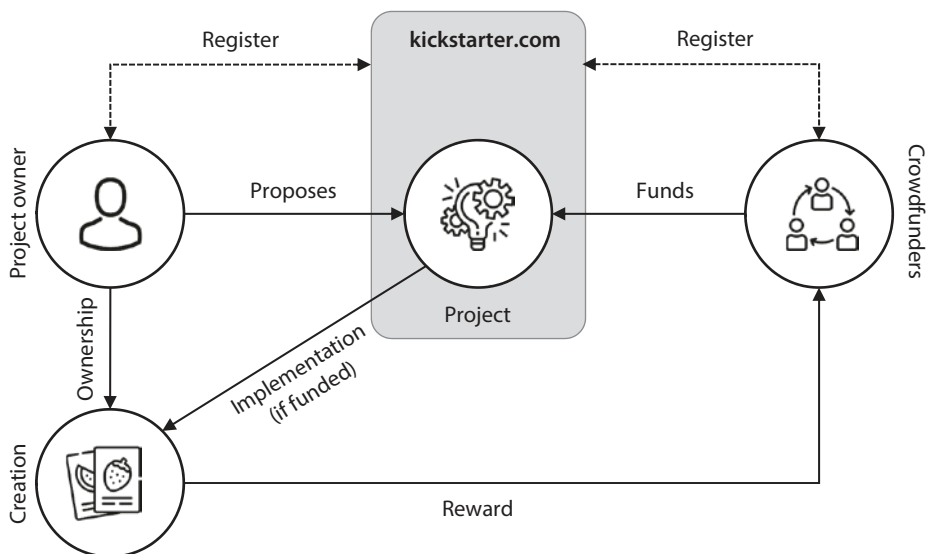 Register
kickstarter.com
Register
Project owner
Proposes
Funds
Crowdfunders
Project
Ownership
Implementation
(if funded)
Creation
Reward